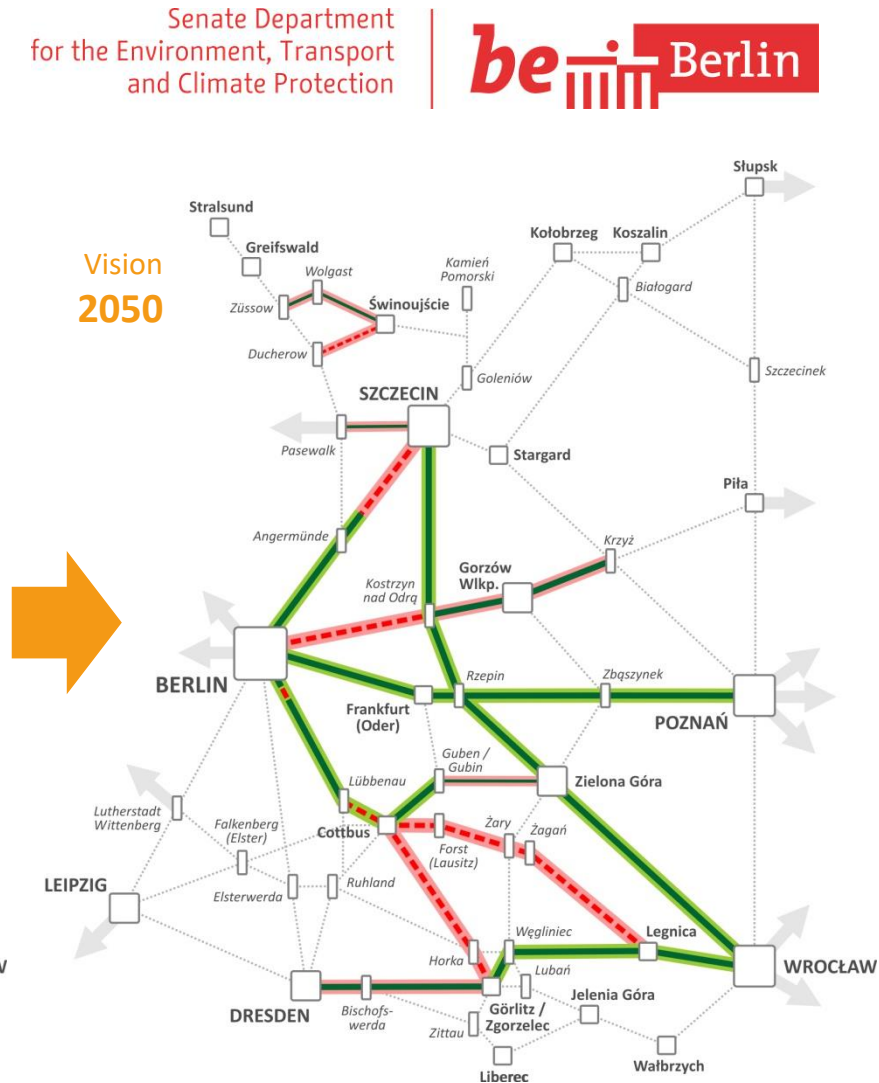 Senate Department
for the Environment, Transport
and Climate Protection
be Berlin
Vision
2050
Słupsk
Stralsund
Greifswald
Wolgast
Kamień
Pomorski
Kołobrzeg
Koszalin
Białogard
Züssow
Świnoujście
Ducherow
Goleniów
Szczecinek
SZCZECIN
Pasewalk
Stargard
Piła
Angermünde
Krzyż
Kostrzyn
nad Odrą
Gorzów
Wlkp.
BERLIN
Frankfurt
(Oder)
Rzepin
Zbąszynek
POZNAŃ
Guben /
Gubin
Zielona Góra
Lübbenau
Lutherstadt
Wittenberg
Falkenberg
(Elster)
Cottbus
Forst
(Lausitz)
Żary
Żagań
LEIPZIG
Elsterwerda
Ruhland
Węgliniec
Legnica
Horka
Lubań
W
WROCŁAW
DRESDEN
Bischofs-
werda
Görlitz /
Zgorzelec
Jelenia Góra
Zittau
Liberec
Wałbrzych